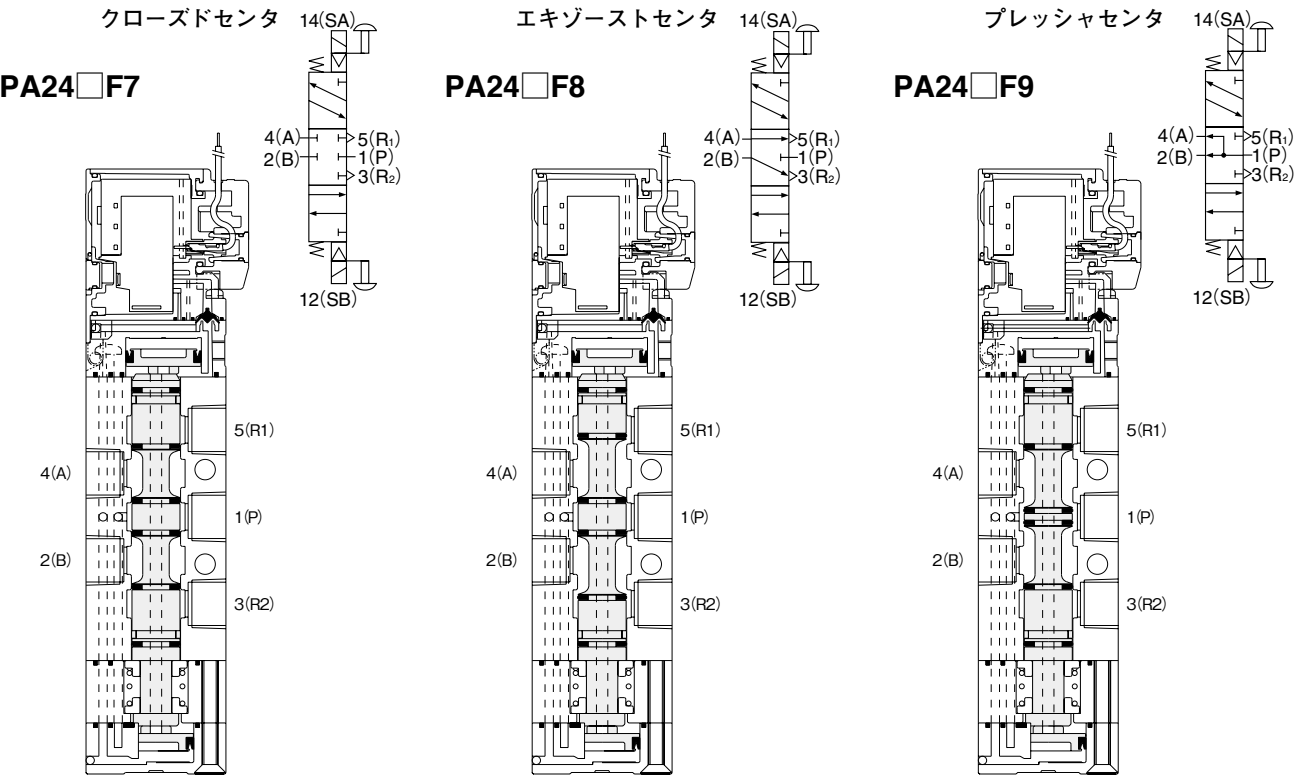 クローズドセンタ
14(SA)
PA24□F7
4(A)
5(R1)
2(B)
1(P)
3(R2)
12(SB)
5(R1)
4(A)
1(P)
2(B)
3(R2)
エキゾーストセンタ
14(SA)
PA24□F8
4(A)
5(R1)
2(B)
1(P)
3(R2)
12(SB)
5(R1)
4(A)
1(P)
2(B)
3(R2)
プレッシャセンタ
14(SA)
PA24□F9
4(A)
5(R1)
2(B)
1(P)
3(R2)
12(SB)
5(R1)
4(A)
1(P)
2(B)
3(R2)